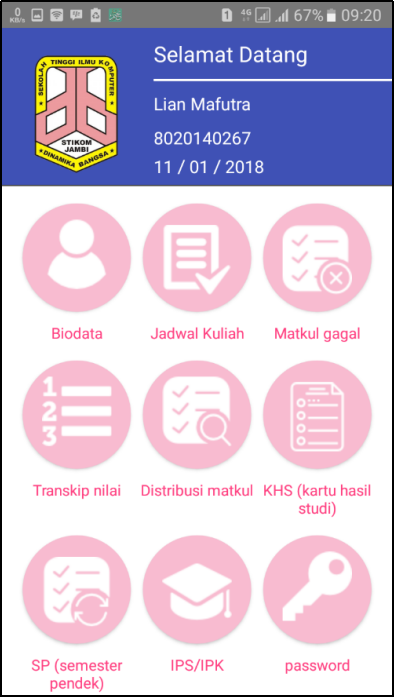 0
KB/s
1
4G
67%
09:20
Selamat Datang
SEKOLAH TINGGI ILMU KOMPUTER
STIKOM
JAMBI
DINAMIKA BANGSA
Lian Mafutra
8020140267
11 / 01 / 2018
Biodata
Jadwal Kuliah
Matkul gagal
1
2
3
Transkip nilai
Distribusi matkul
KHS (kartu hasil
studi)
SP (semester
pendek)
IPS/IPK
password